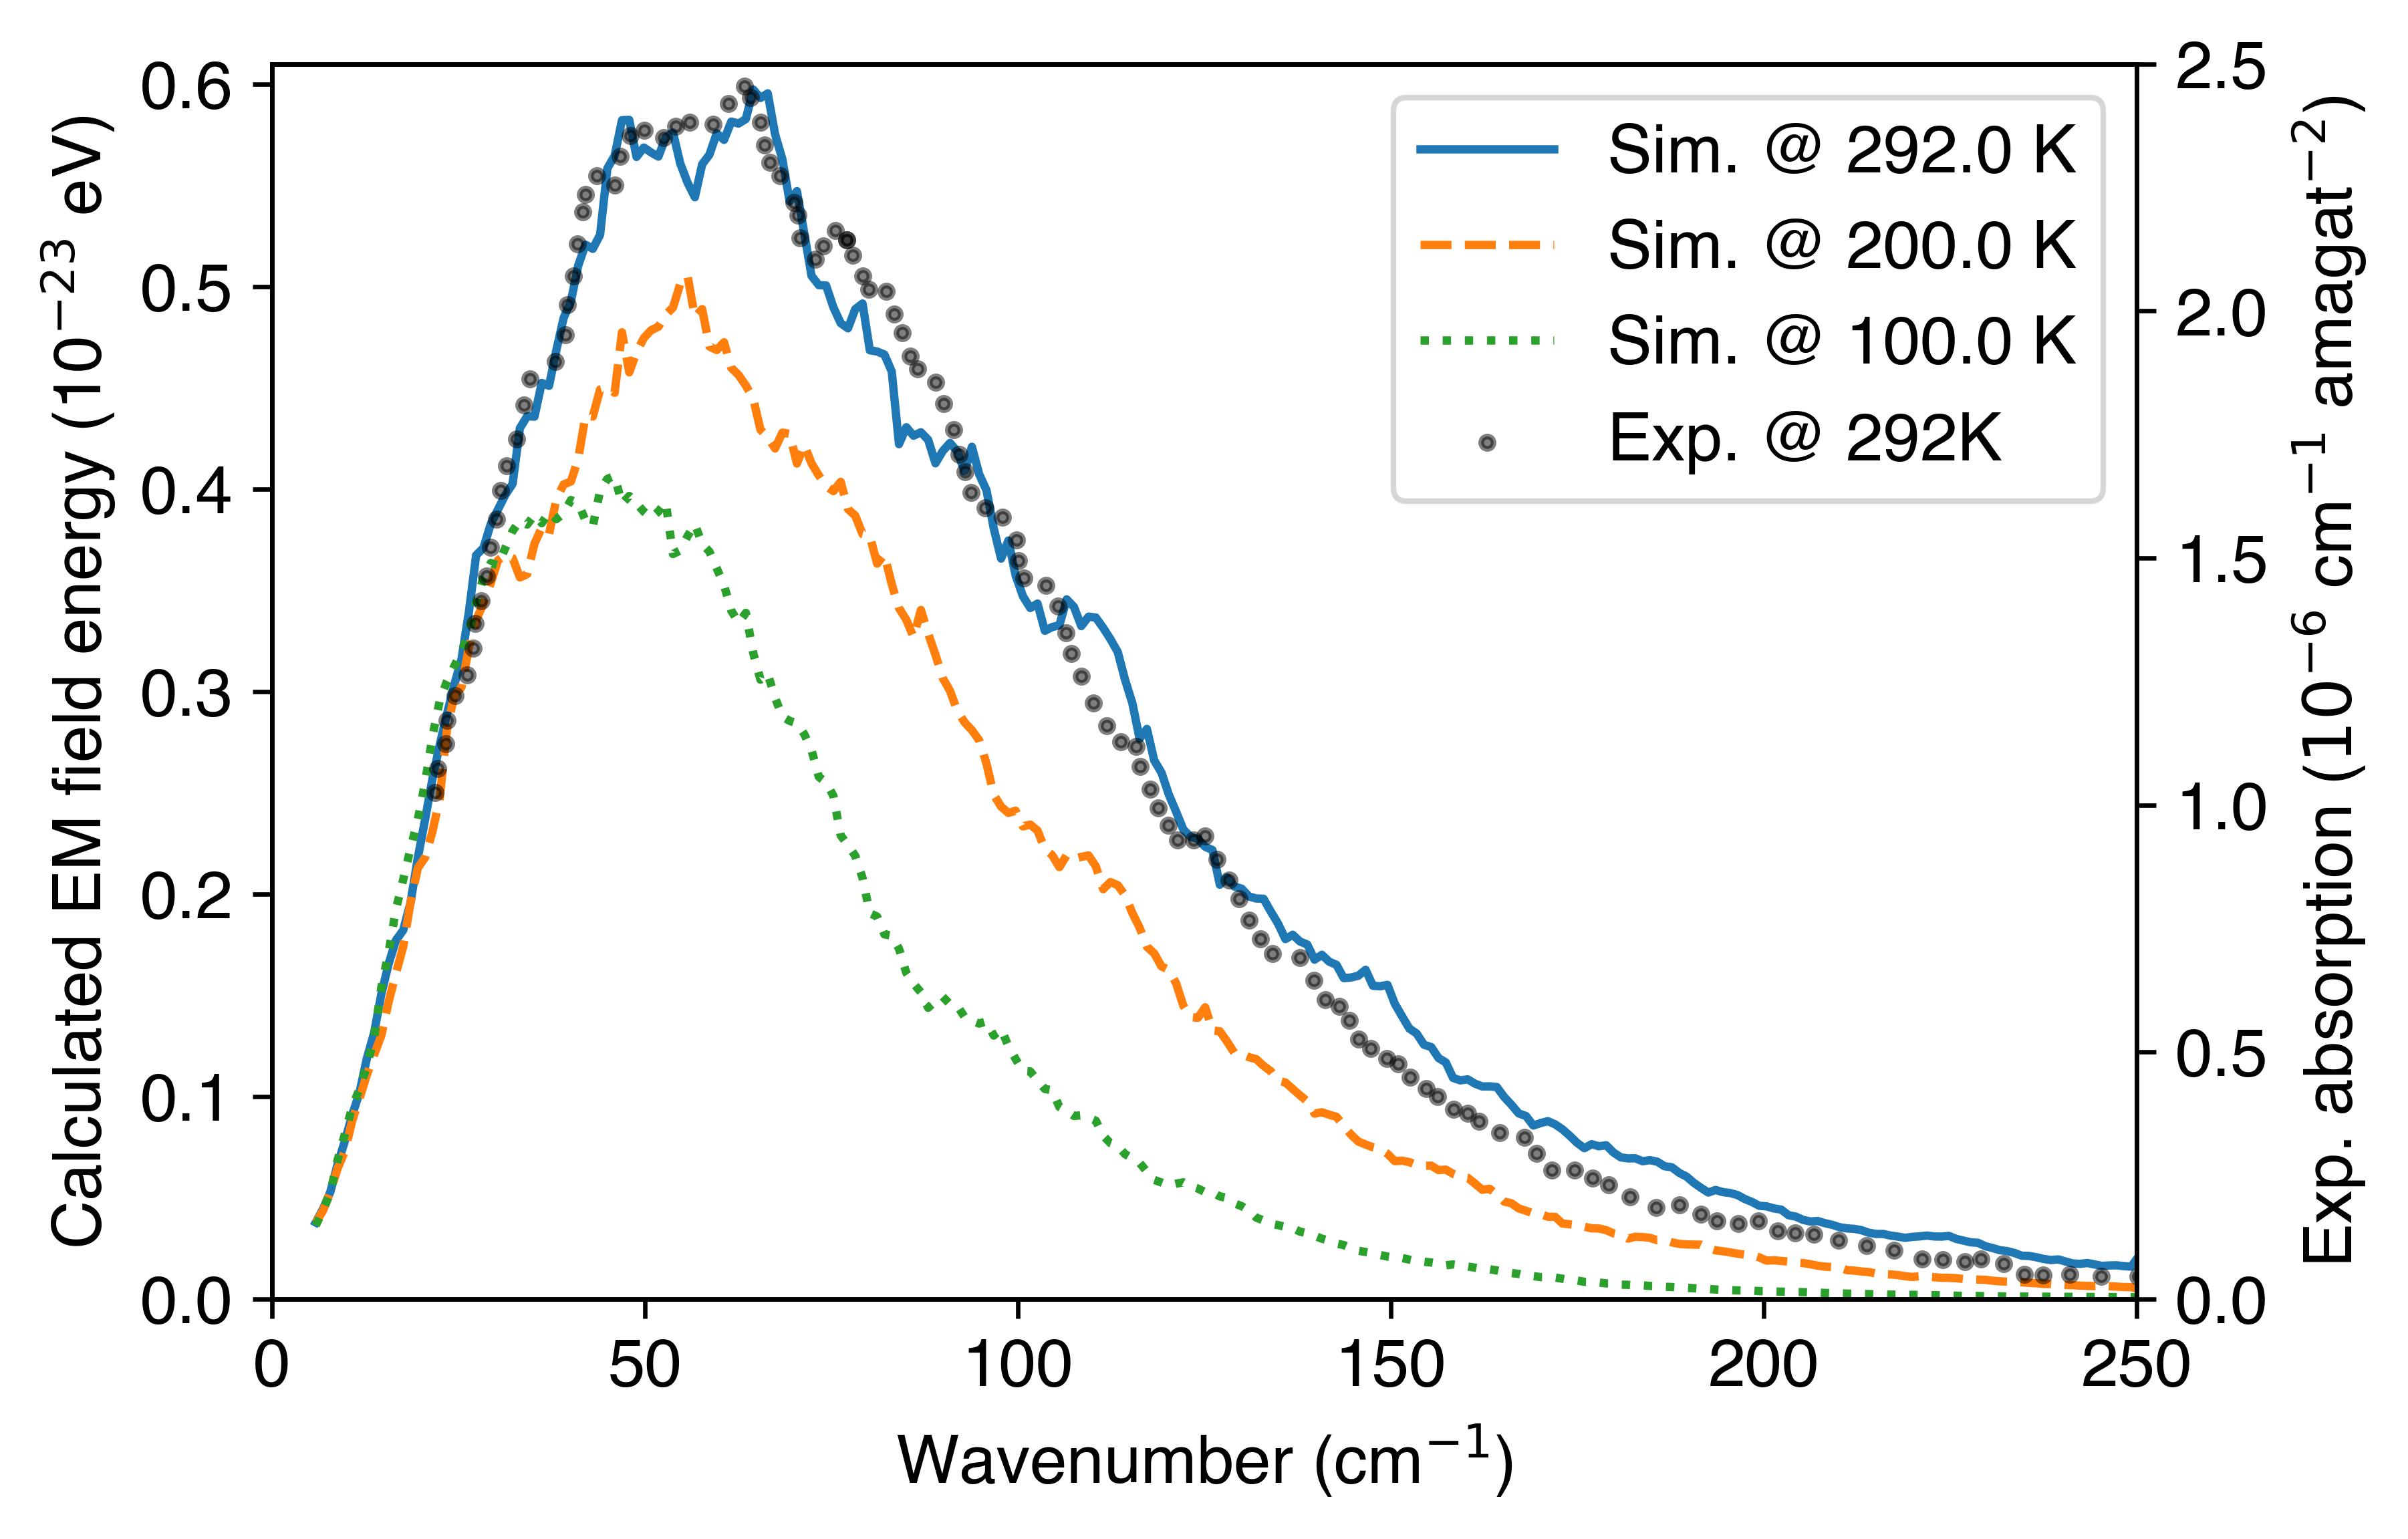 Calculated EM field energy (10⁻²³ eV)
0.6
0.5
0.4
0.3
0.2
0.1
0.0
Sim. @ 292.0 K
Sim. @ 200.0 K
Sim. @ 100.0 K
Exp. @ 292K
2.5
2.0
1.5
1.0
0.5
0.0
Exp. absorption (10⁻⁶ cm⁻¹ amagat⁻²)
0 50 100 150 200 250
Wavenumber (cm⁻¹)